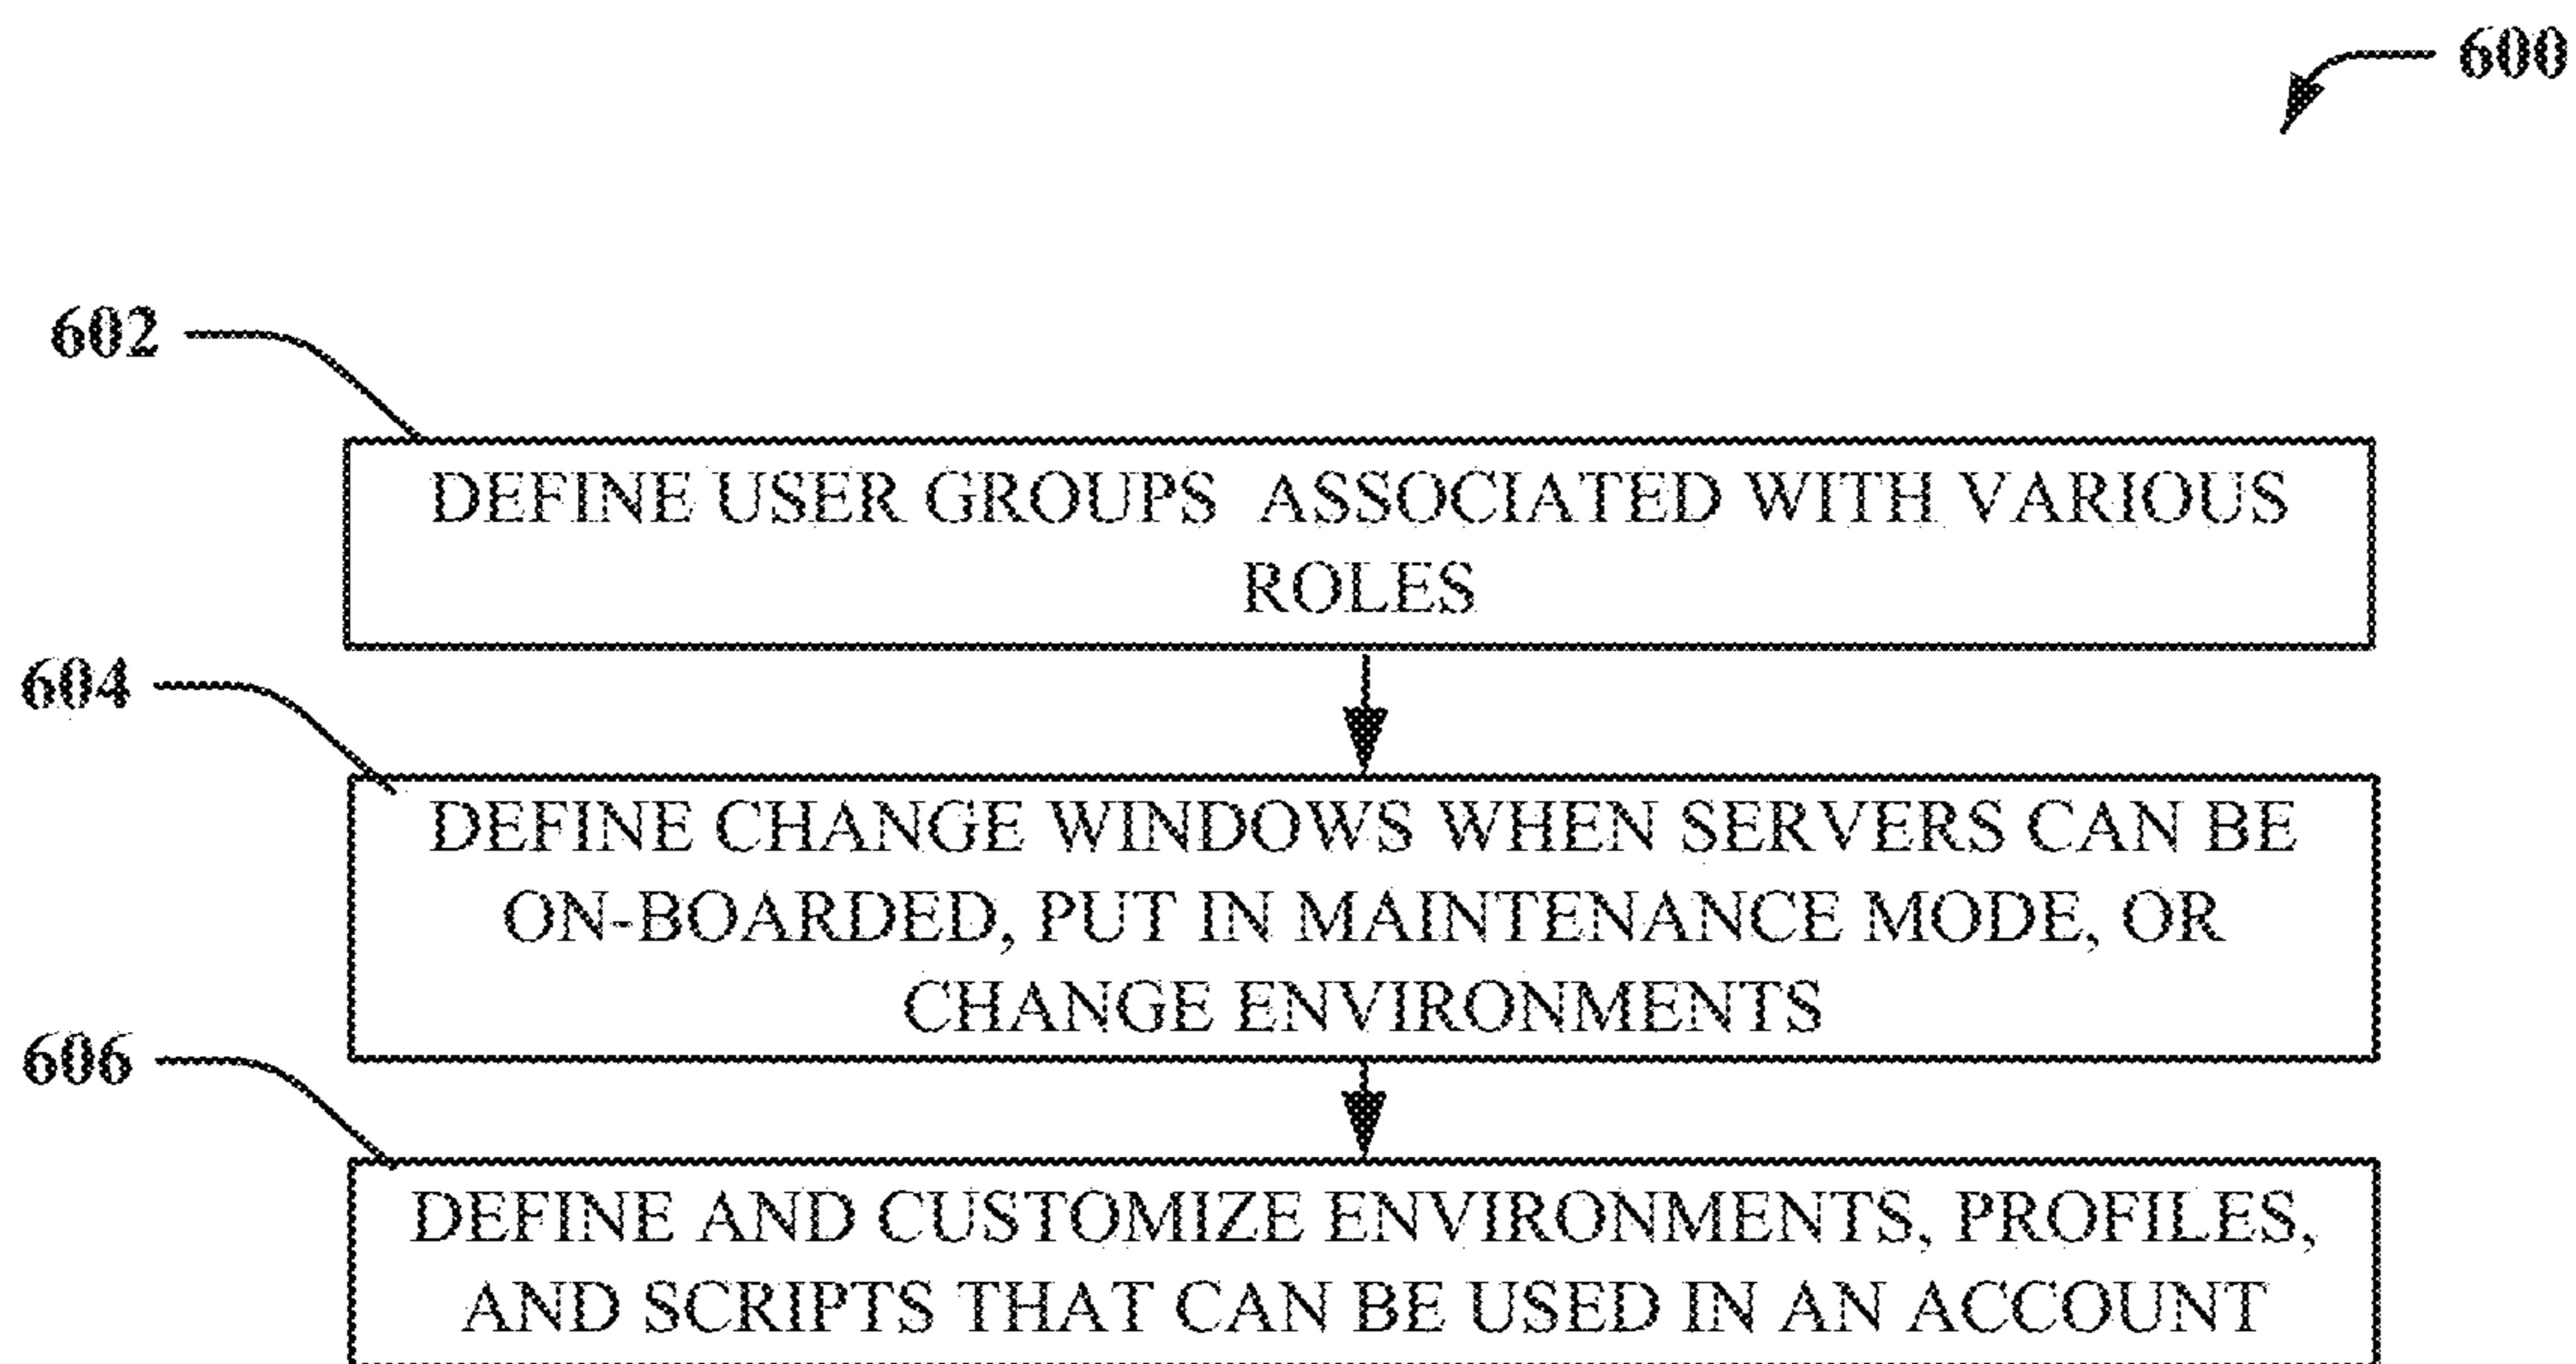 600
602
DEFINE USER GROUPS ASSOCIATED WITH VARIOUS
ROLES
604
DEFINE CHANGE WINDOWS WHEN SERVERS CAN BE
ON-BOARDED, PUT IN MAINTENANCE MODE, OR
CHANGE ENVIRONMENTS
606
DEFINE AND CUSTOMIZE ENVIRONMENTS, PROFILES,
AND SCRIPTS THAT CAN BE USED IN AN ACCOUNT